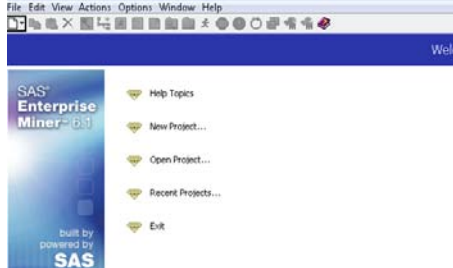 File Edit View Actions Options Window Help
Wel
SAS®
Enterprise
Miner™ 6.1
Help Topics
New Project...
Open Project...
Recent Projects...
Exit
built by
powered by
SAS